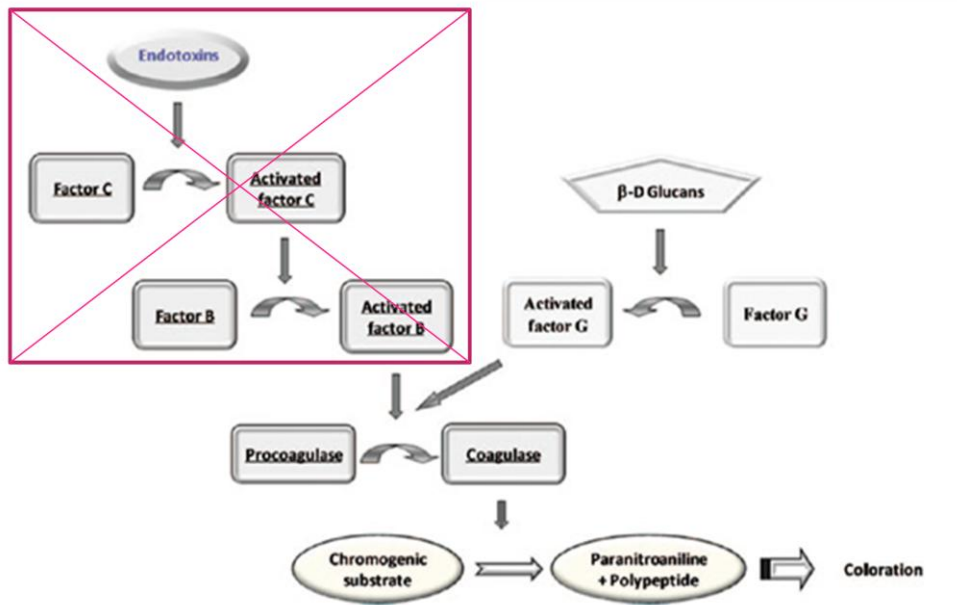 Endotoxins
Factor C
Activated
factor C
β-D Glucans
Factor B
Activated
factor B
Activated
factor G
Factor G
Procoagulase
Coagulase
Chromogenic
substrate
Paranitroaniline
+ Polypeptide
Coloration